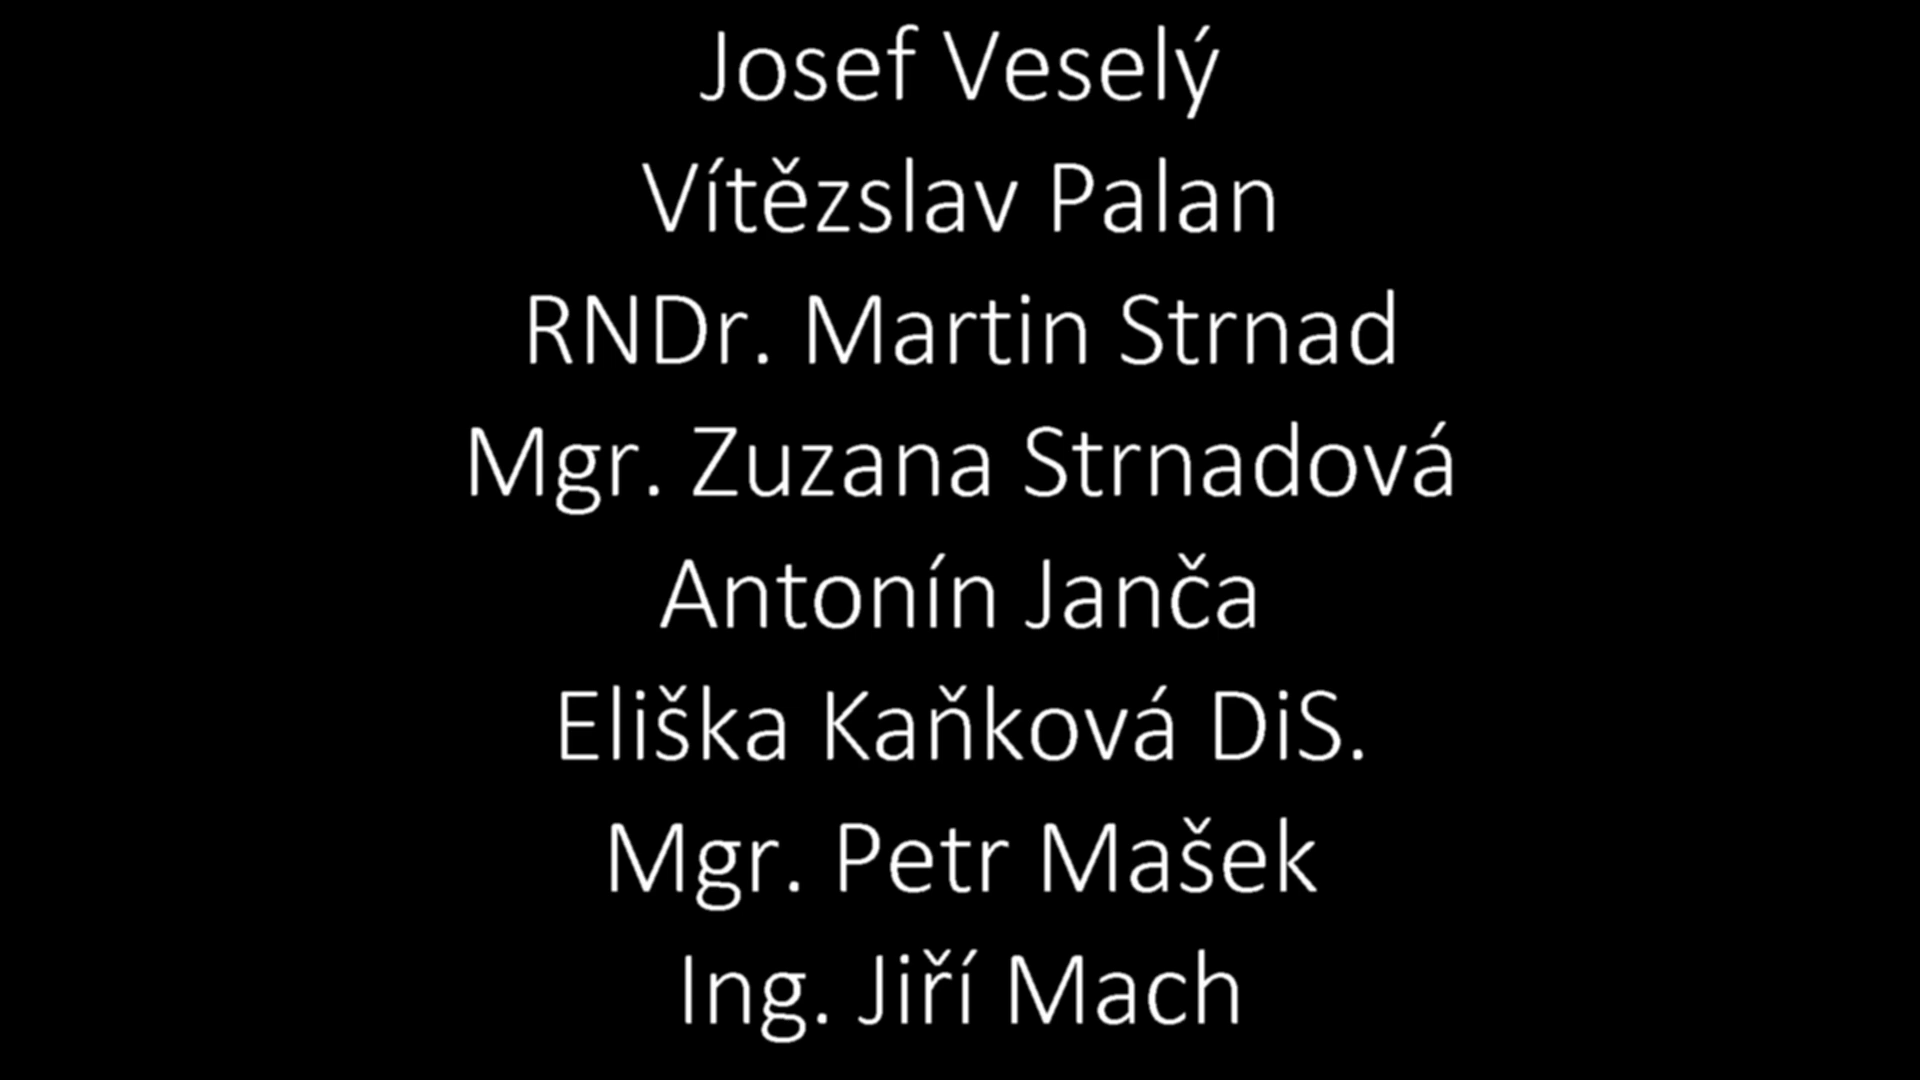 Josef Veselý
Vítězslav Palan
RNDr. Martin Strnad
Mgr. Zuzana Strnadová
Antonín Janča
Eliška Kaňková DiS.
Mgr. Petr Mašek
Ing. Jiří Mach